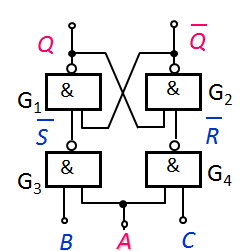 Q Q̅
G₁ & & G₂
S̅ R̅
G₃ & & G₄
B A C